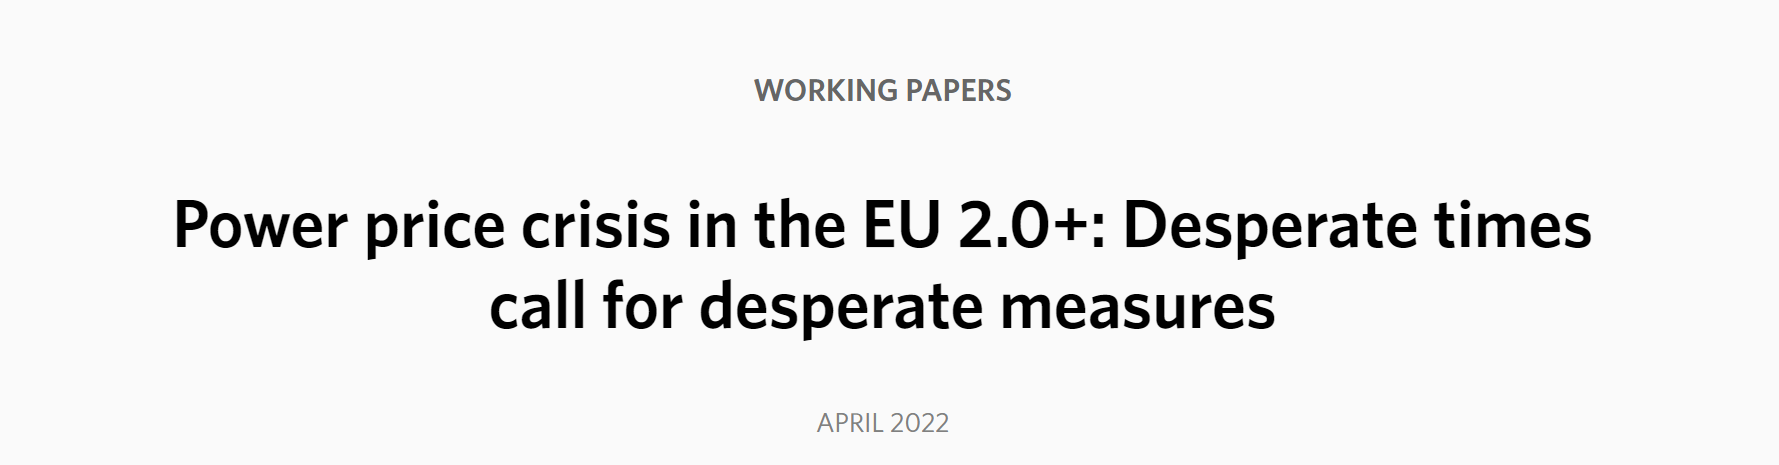 WORKING PAPERS
Power price crisis in the EU 2.0+: Desperate times
call for desperate measures
APRIL 2022